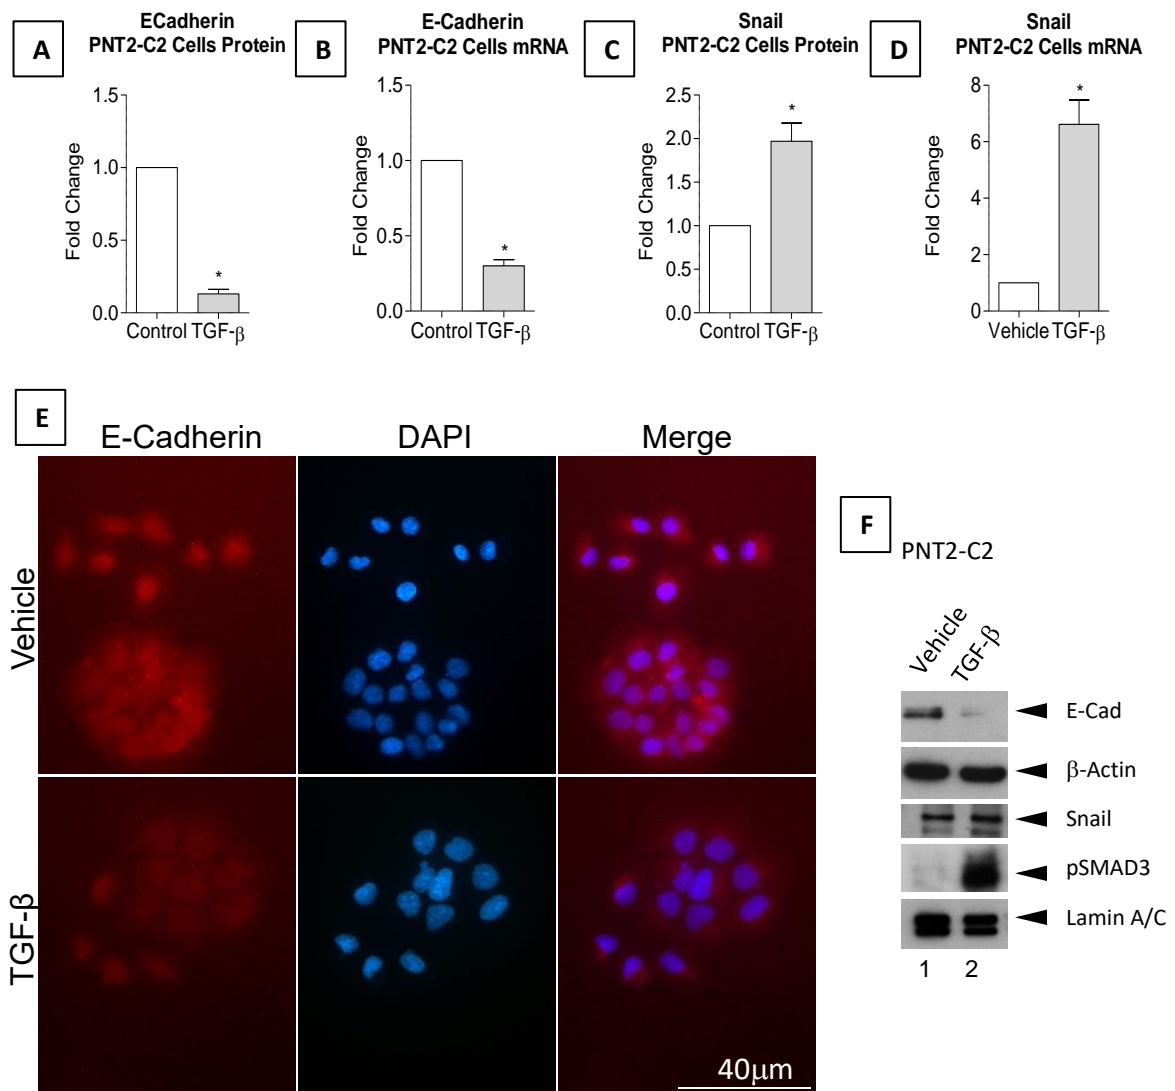 A
ECadherin
PNT2-C2 Cells Protein
Fold Change
1.5
1.0
0.5
0.0
*
Control TGF-β
B
E-Cadherin
PNT2-C2 Cells mRNA
Fold Change
1.5
1.0
0.5
0.0
*
Control TGF-β
C
Snail
PNT2-C2 Cells Protein
Fold Change
2.5
2.0
1.5
1.0
0.5
0.0
*
Control TGF-β
D
Snail
PNT2-C2 Cells mRNA
Fold Change
8
6
4
2
0
*
Vehicle TGF-β
E
E-Cadherin DAPI Merge
Vehicle
TGF-β
40µm
F
PNT2-C2
Vehicle
TGF-β
E-Cad
β-Actin
Snail
pSMAD3
Lamin A/C
1 2